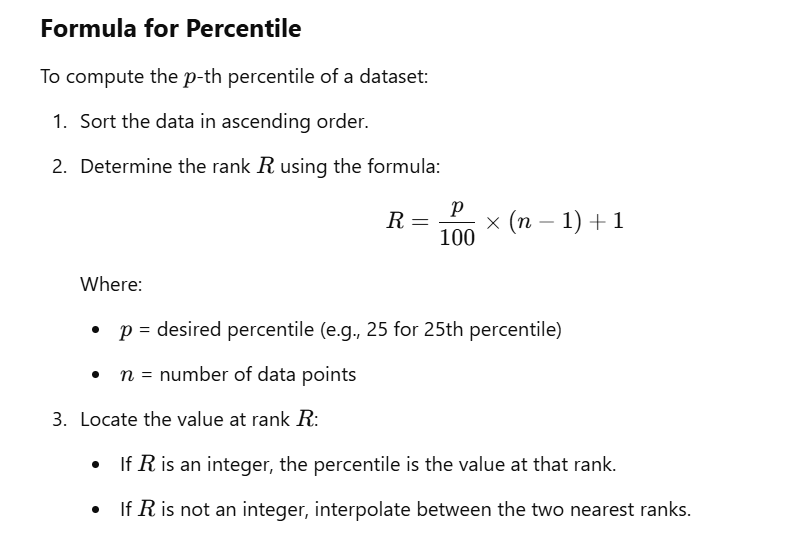 Formula for Percentile
To compute the p-th percentile of a dataset:
1. Sort the data in ascending order.
2. Determine the rank R using the formula:
R = p/100 × (n − 1) + 1
Where:
• p = desired percentile (e.g., 25 for 25th percentile)
• n = number of data points
3. Locate the value at rank R:
• If R is an integer, the percentile is the value at that rank.
• If R is not an integer, interpolate between the two nearest ranks.